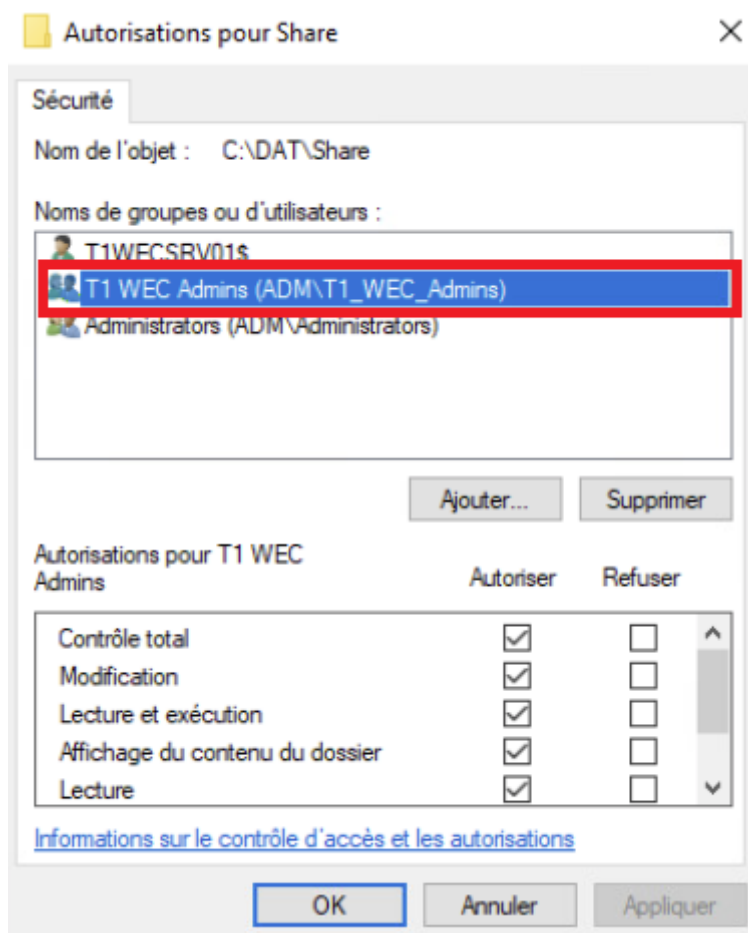 Autorisations pour Share
Sécurité
Nom de l'objet : C:\DAT\Share
Noms de groupes ou d'utilisateurs :
T1WECSRV01$
T1 WEC Admins (ADM\T1_WEC_Admins)
Administrators (ADM\Administrators)
Ajouter... Supprimer
Autorisations pour T1 WEC
Admins Autoriser Refuser
Contrôle total
Modification
Lecture et exécution
Affichage du contenu du dossier
Lecture
Informations sur le contrôle d'accès et les autorisations
OK Annuler Appliquer